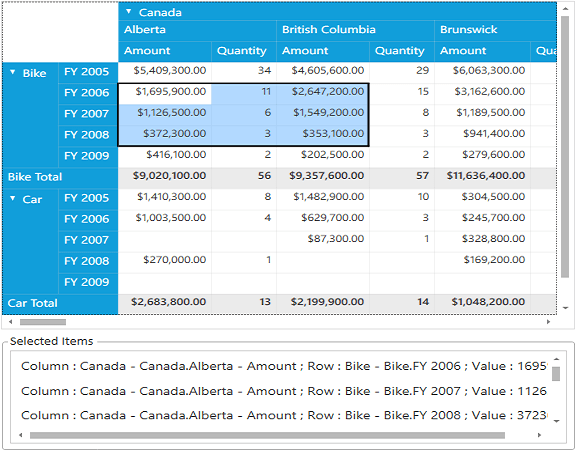 Canada
Alberta British Columbia Brunswick
Amount Quantity Amount Quantity Amount Qua
Bike FY 2005 $5,409,300.00 34 $4,605,600.00 29 $6,063,300.00
FY 2006 $1,695,900.00 11 $2,647,200.00 15 $3,162,600.00
FY 2007 $1,126,500.00 6 $1,549,200.00 8 $1,189,500.00
FY 2008 $372,300.00 3 $353,100.00 3 $941,400.00
FY 2009 $416,100.00 2 $202,500.00 2 $279,600.00
Bike Total $9,020,100.00 56 $9,357,600.00 57 $11,636,400.00
Car FY 2005 $1,410,300.00 8 $1,482,900.00 10 $304,500.00
FY 2006 $1,003,500.00 4 $629,700.00 3 $245,700.00
FY 2007 $87,300.00 1 $328,800.00
FY 2008 $270,000.00 1 $169,200.00
FY 2009
Car Total $2,683,800.00 13 $2,199,900.00 14 $1,048,200.00
Selected Items
Column : Canada - Canada.Alberta - Amount ; Row : Bike - Bike.FY 2006 ; Value : 1695
Column : Canada - Canada.Alberta - Amount ; Row : Bike - Bike.FY 2007 ; Value : 1126
Column : Canada - Canada.Alberta - Amount ; Row : Bike - Bike.FY 2008 ; Value : 3723